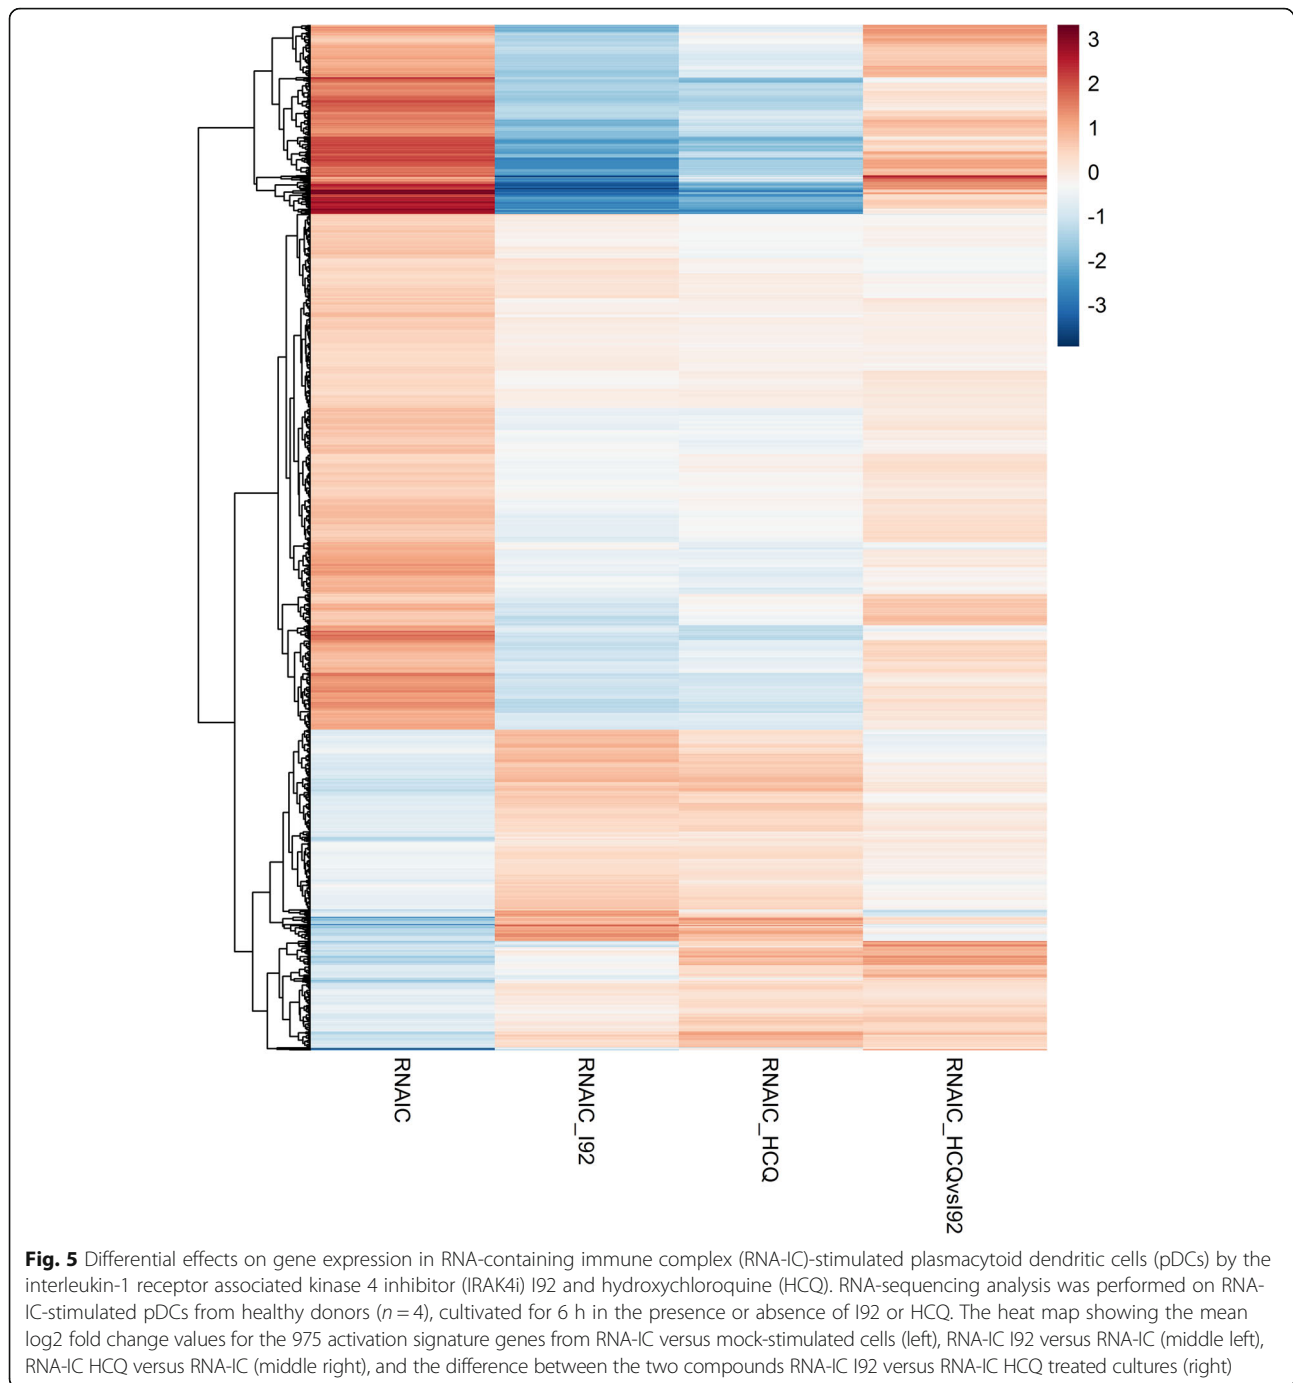 3
2
1
0
-1
-2
-3
RNAIC
RNAIC_I92
RNAIC_HCQ
RNAIC_HCQvsI92
Fig. 5 Differential effects on gene expression in RNA-containing immune complex (RNA-IC)-stimulated plasmacytoid dendritic cells (pDCs) by the
interleukin-1 receptor associated kinase 4 inhibitor (IRAK4i) I92 and hydroxychloroquine (HCQ). RNA-sequencing analysis was performed on RNA-
IC-stimulated pDCs from healthy donors (n = 4), cultivated for 6 h in the presence or absence of I92 or HCQ. The heat map showing the mean
log2 fold change values for the 975 activation signature genes from RNA-IC versus mock-stimulated cells (left), RNA-IC I92 versus RNA-IC (middle left),
RNA-IC HCQ versus RNA-IC (middle right), and the difference between the two compounds RNA-IC I92 versus RNA-IC HCQ treated cultures (right)